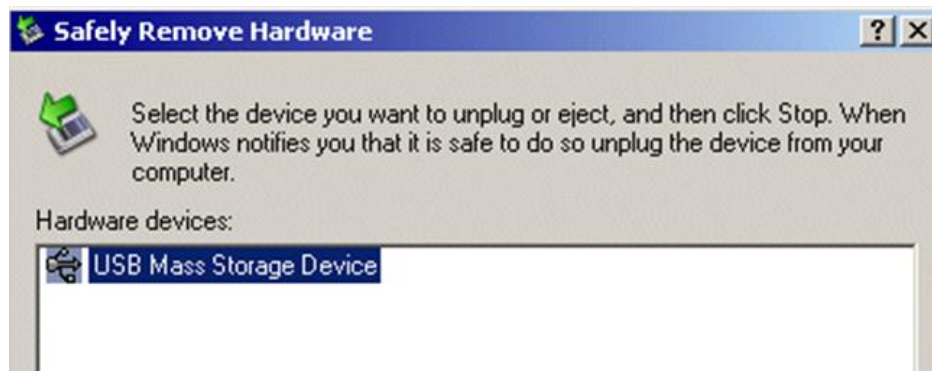 Safely Remove Hardware
Select the device you want to unplug or eject, and then click Stop. When
Windows notifies you that it is safe to do so unplug the device from your
computer.
Hardware devices:
USB Mass Storage Device